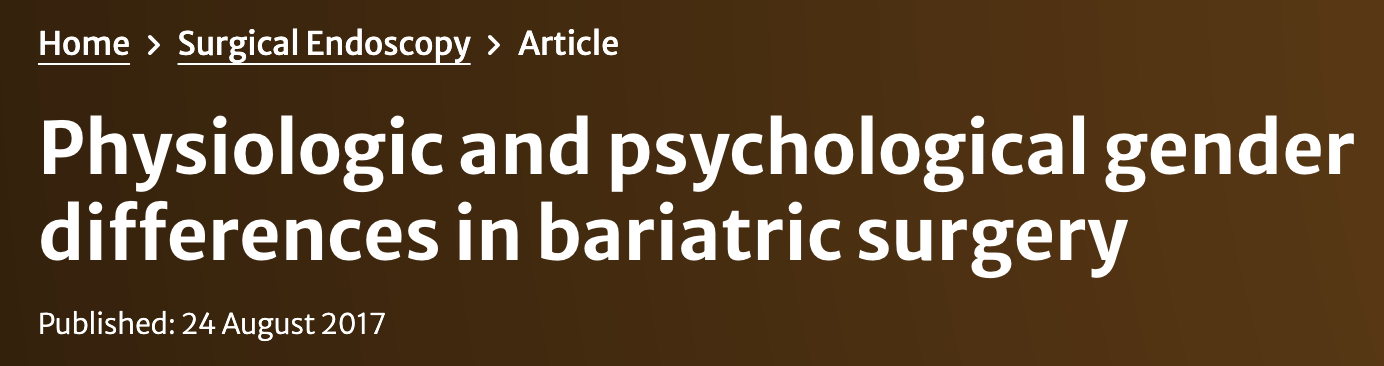 Home > Surgical Endoscopy > Article
Physiologic and psychological gender
differences in bariatric surgery
Published: 24 August 2017